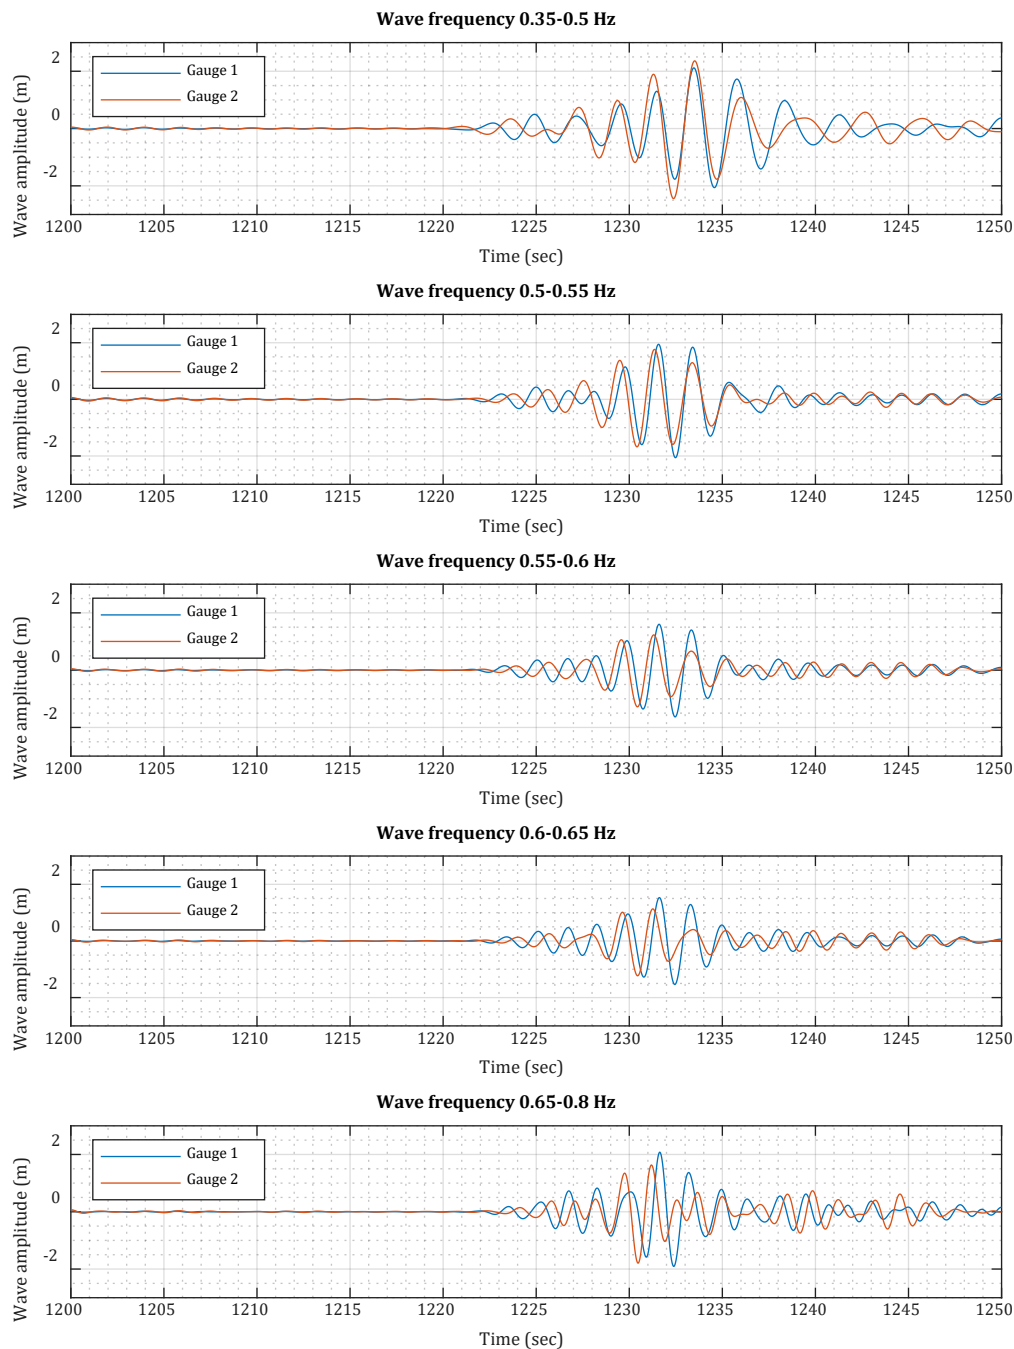 Wave frequency 0.35-0.5 Hz
Wave amplitude (m)
2
0
-2
Gauge 1
Gauge 2
1200 1205 1210 1215 1220 1225 1230 1235 1240 1245 1250
Time (sec)
Wave frequency 0.5-0.55 Hz
Wave amplitude (m)
2
0
-2
Gauge 1
Gauge 2
1200 1205 1210 1215 1220 1225 1230 1235 1240 1245 1250
Time (sec)
Wave frequency 0.55-0.6 Hz
Wave amplitude (m)
2
0
-2
Gauge 1
Gauge 2
1200 1205 1210 1215 1220 1225 1230 1235 1240 1245 1250
Time (sec)
Wave frequency 0.6-0.65 Hz
Wave amplitude (m)
2
0
-2
Gauge 1
Gauge 2
1200 1205 1210 1215 1220 1225 1230 1235 1240 1245 1250
Time (sec)
Wave frequency 0.65-0.8 Hz
Wave amplitude (m)
2
0
-2
Gauge 1
Gauge 2
1200 1205 1210 1215 1220 1225 1230 1235 1240 1245 1250
Time (sec)